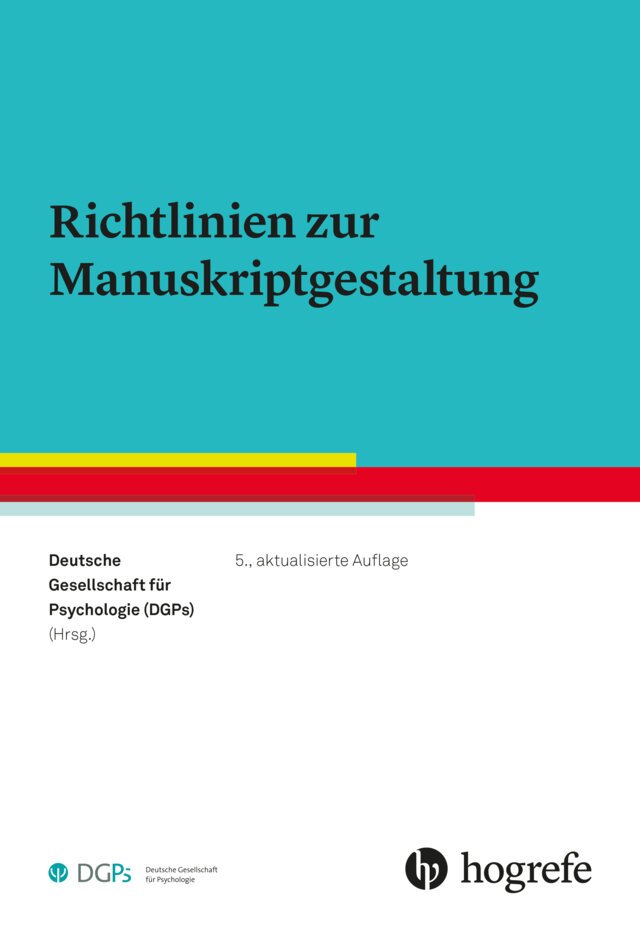 Richtlinien zur
Manuskriptgestaltung
Deutsche
Gesellschaft für
Psychologie (DGPs)
(Hrsg.)
5., aktualisierte Auflage
DGPs
Deutsche Gesellschaft
für Psychologie
hogrefe